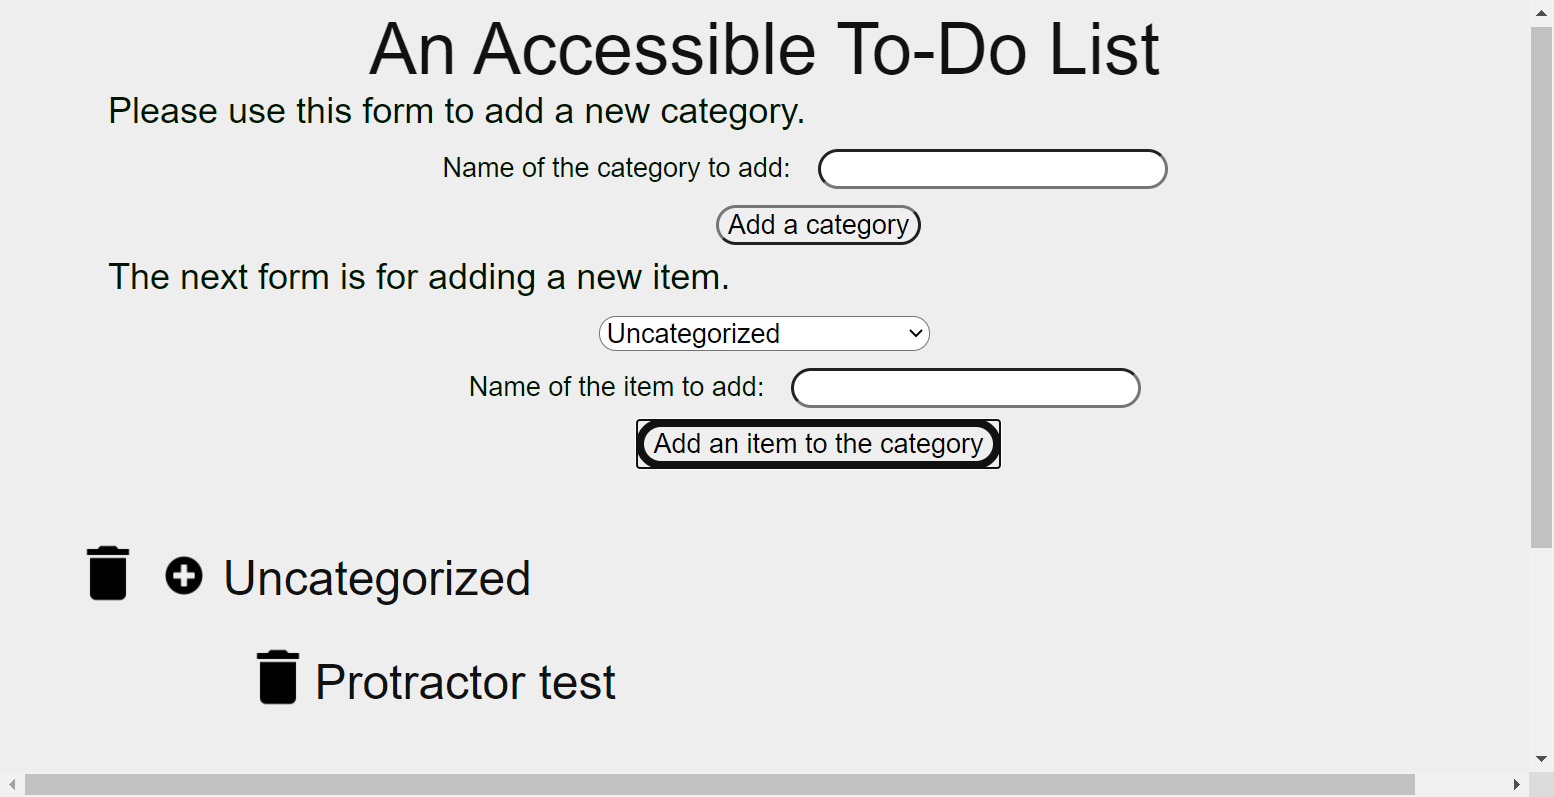 An Accessible To-Do List
Please use this form to add a new category.
Name of the category to add:
Add a category
The next form is for adding a new item.
Uncategorized
Name of the item to add:
Add an item to the category
Uncategorized
Protractor test